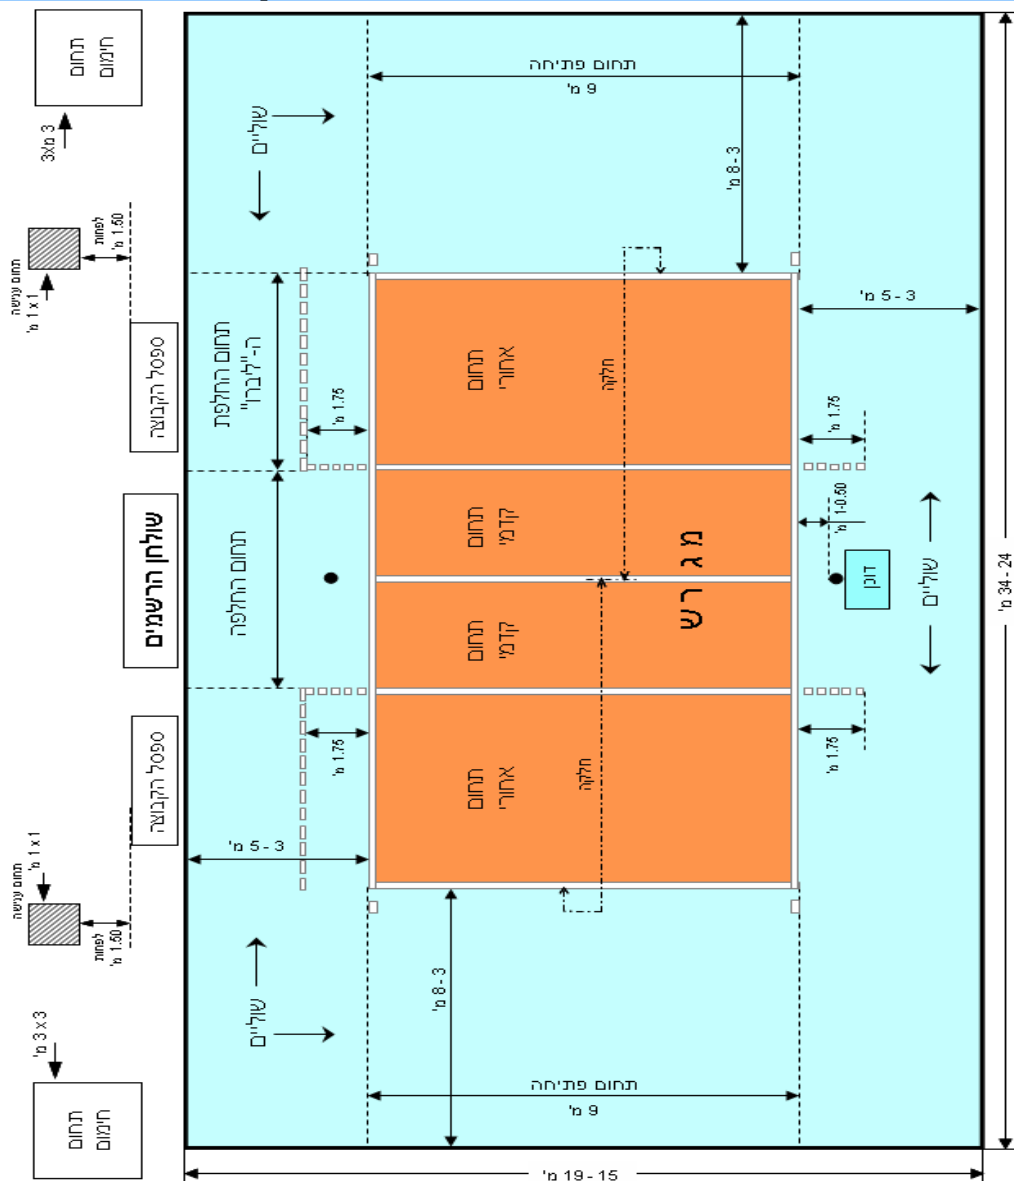 תחום
חימום
3 מx3
תחום פתיחה
9 מ'
שוליים
3 - 8 מ'
לפחות
1.50 מ'
תחום ענישה
1 x 1 מ'
3 - 5 מ'
ספסל הקבוצה
תחום החלפת
ה-"ליברו"
1.75 מ'
תחום
אחורי
חלקה
1.75 מ'
שולחן הרשמים
תחום החלפה
תחום
קדמי
מ ג ר ש
0.50-1 מ'
דוכן
שוליים
24 - 34 מ'
תחום
קדמי
ספסל הקבוצה
1.75 מ'
תחום
אחורי
חלקה
1.75 מ'
3 - 5 מ'
1 x 1 מ'
תחום ענישה
לפחות
1.50 מ'
שוליים
3 - 8 מ'
3 x 3 מ'
תחום
חימום
תחום פתיחה
9 מ'
15 - 19 מ'